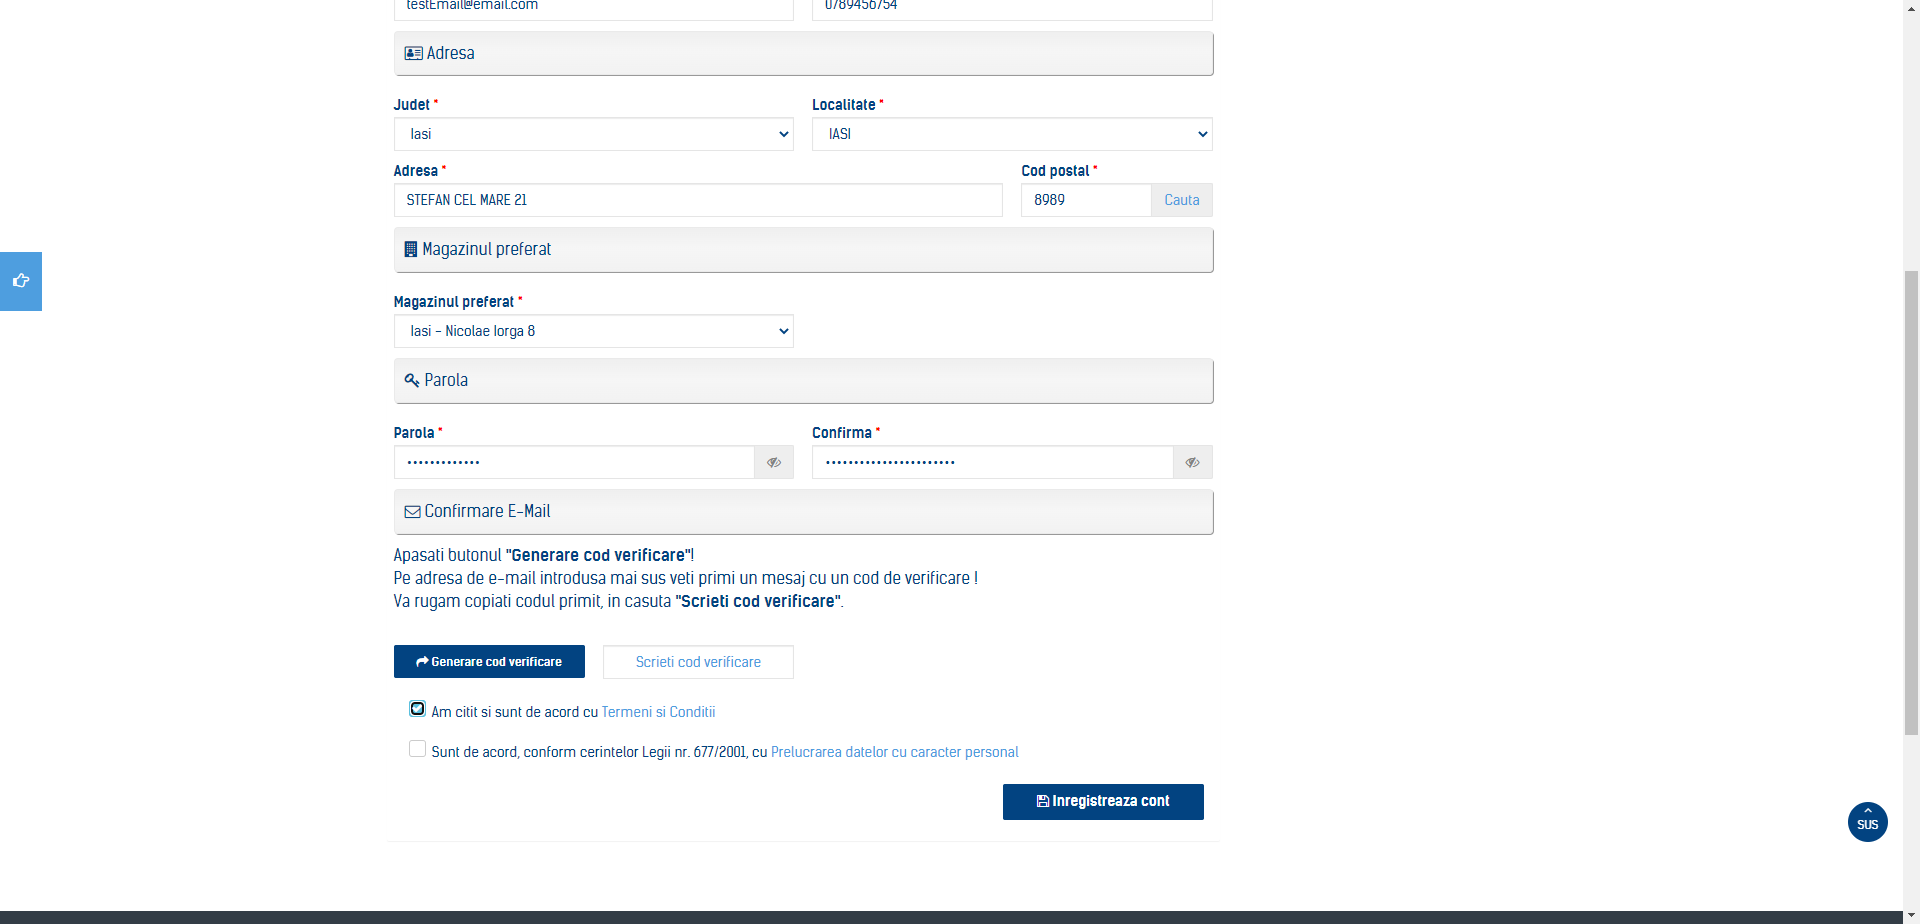 testEmail@email.com 0789456754
Adresa
Judet * Localitate *
Iasi IASI
Adresa * Cod postal *
STEFAN CEL MARE 21 8989 Cauta
Magazinul preferat
Magazinul preferat *
Iasi - Nicolae Iorga 8
Parola
Parola * Confirma *
Confirmare E-Mail
Apasati butonul "Generare cod verificare"!
Pe adresa de e-mail introdusa mai sus veti primi un mesaj cu un cod de verificare !
Va rugam copiati codul primit, in casuta "Scrieti cod verificare".
Generare cod verificare Scrieti cod verificare
Am citit si sunt de acord cu Termeni si Conditii
Sunt de acord, conform cerintelor Legii nr. 677/2001, cu Prelucrarea datelor cu caracter personal
Inregistreaza cont
SUS